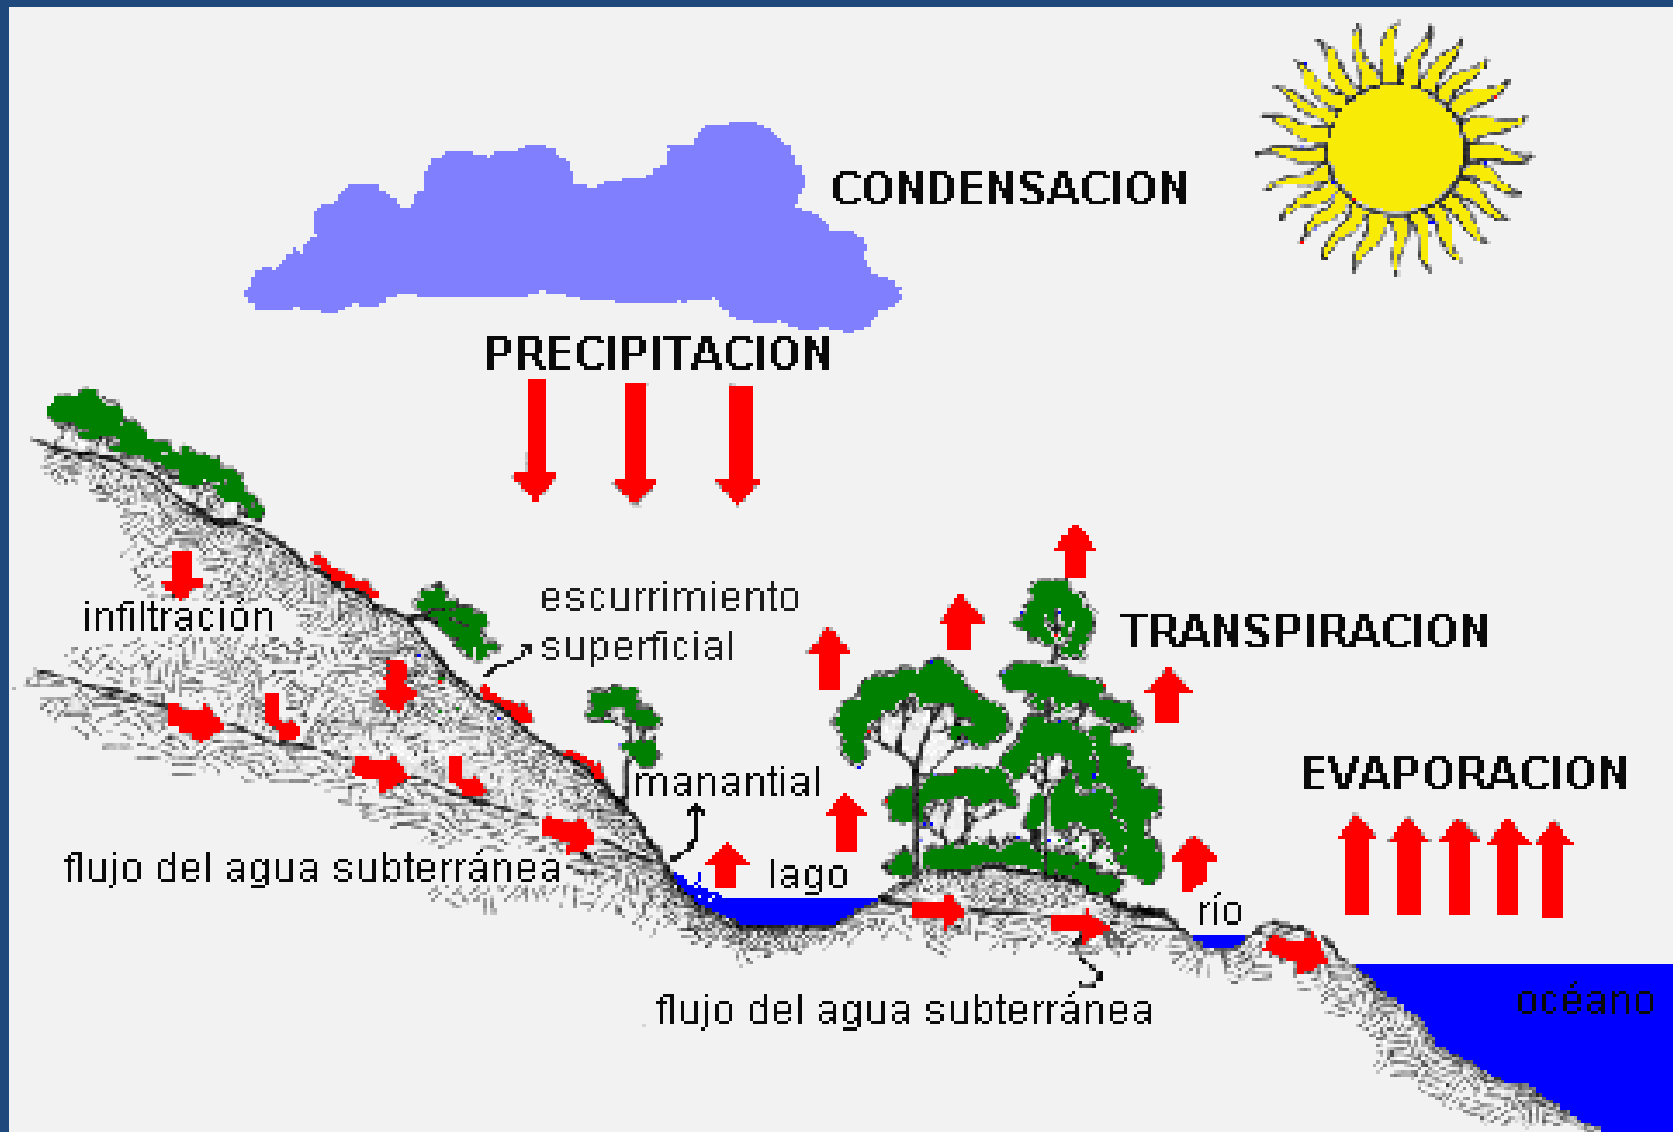 CONDENSACION
PRECIPITACION
infiltración
escurrimiento
superficial
TRANSPIRACION
manantial
EVAPORACION
flujo del agua subterránea
lago
río
flujo del agua subterránea
océano